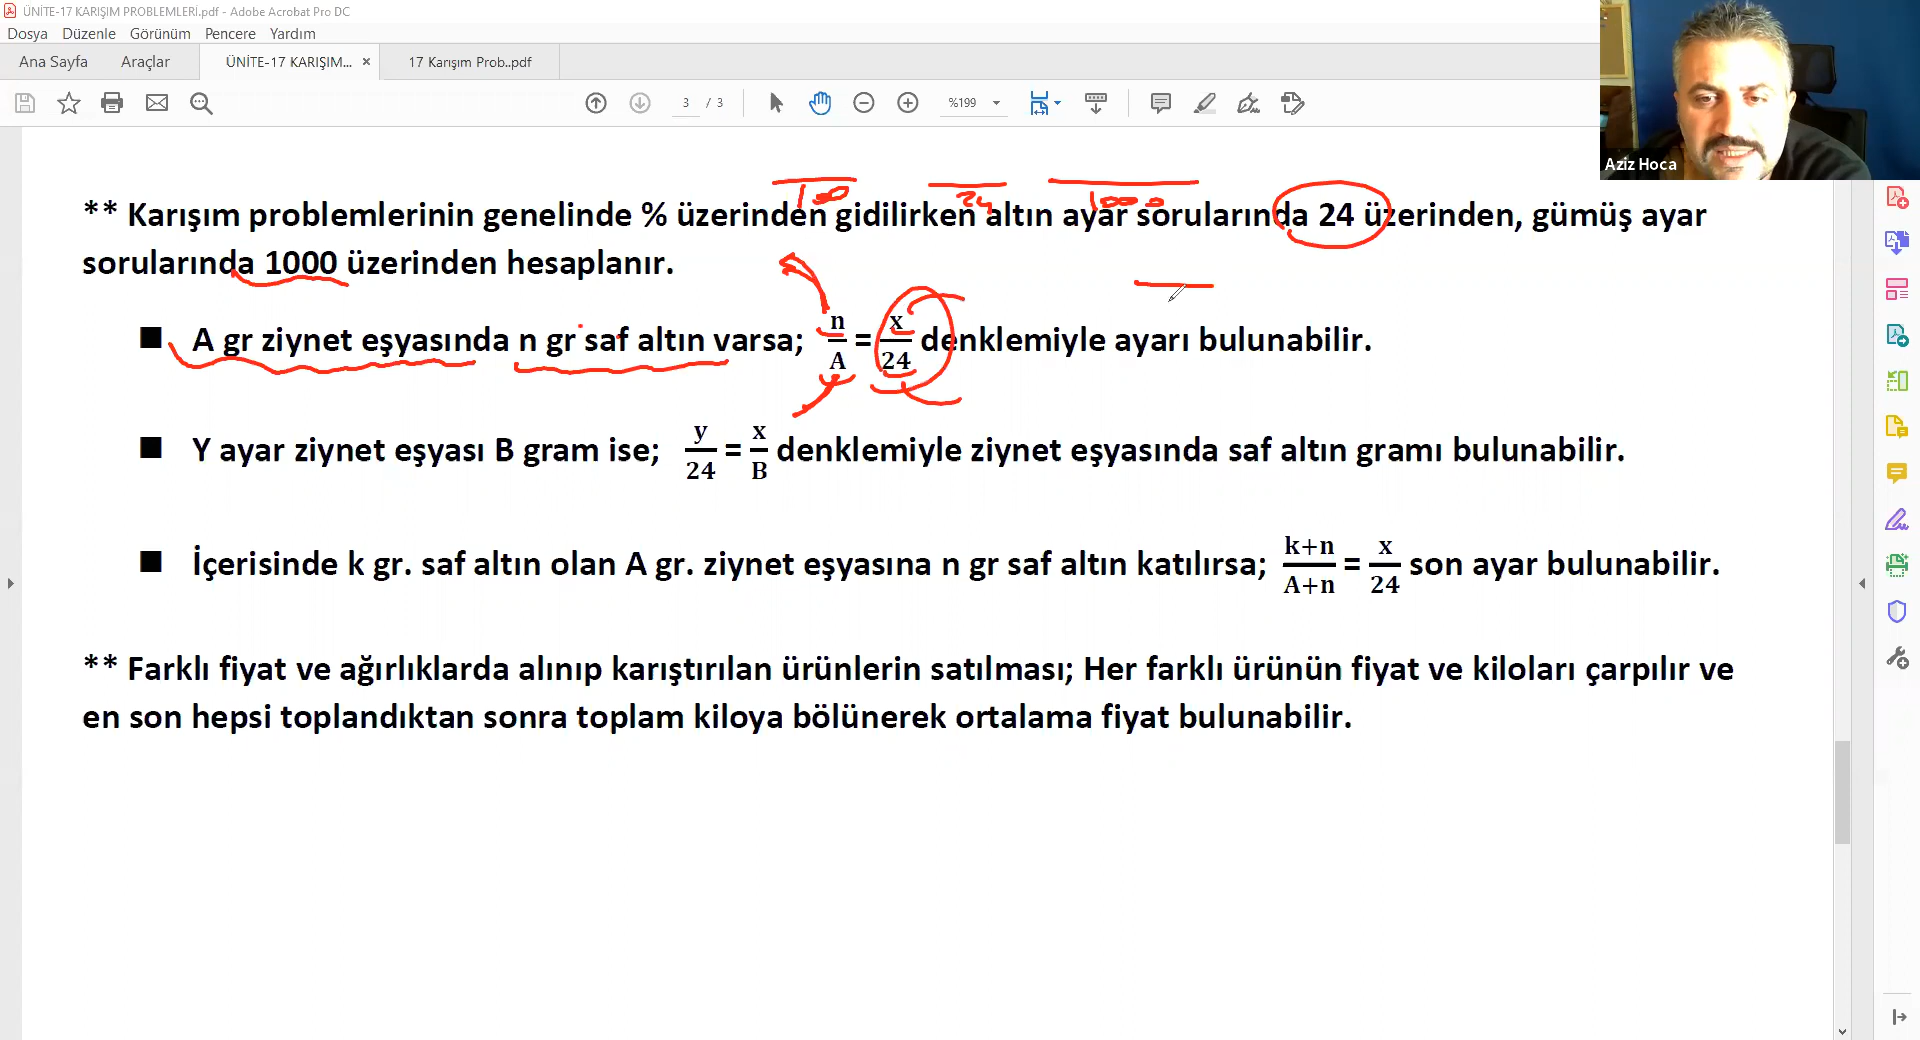 ÜNİTE-17 KARIŞIM PROBLEMLERİ.pdf - Adobe Acrobat Pro DC
Dosya Düzenle Görünüm Pencere Yardım
Ana Sayfa Araçlar ÜNİTE-17 KARIŞIM... × 17 Karışım Prob..pdf
3 / 3 %199
Aziz Hoca
100 24 1000
** Karışım problemlerinin genelinde % üzerinden gidilirken altın ayar sorularında 24 üzerinden, gümüş ayar
sorularında 1000 üzerinden hesaplanır.
■ A gr ziynet eşyasında n gr saf altın varsa; n/A = x/24 denklemiyle ayarı bulunabilir.
■ Y ayar ziynet eşyası B gram ise; y/24 = x/B denklemiyle ziynet eşyasında saf altın gramı bulunabilir.
■ İçerisinde k gr. saf altın olan A gr. ziynet eşyasına n gr saf altın katılırsa; k+n/A+n = x/24 son ayar bulunabilir.
** Farklı fiyat ve ağırlıklarda alınıp karıştırılan ürünlerin satılması; Her farklı ürünün fiyat ve kiloları çarpılır ve
en son hepsi toplandıktan sonra toplam kiloya bölünerek ortalama fiyat bulunabilir.